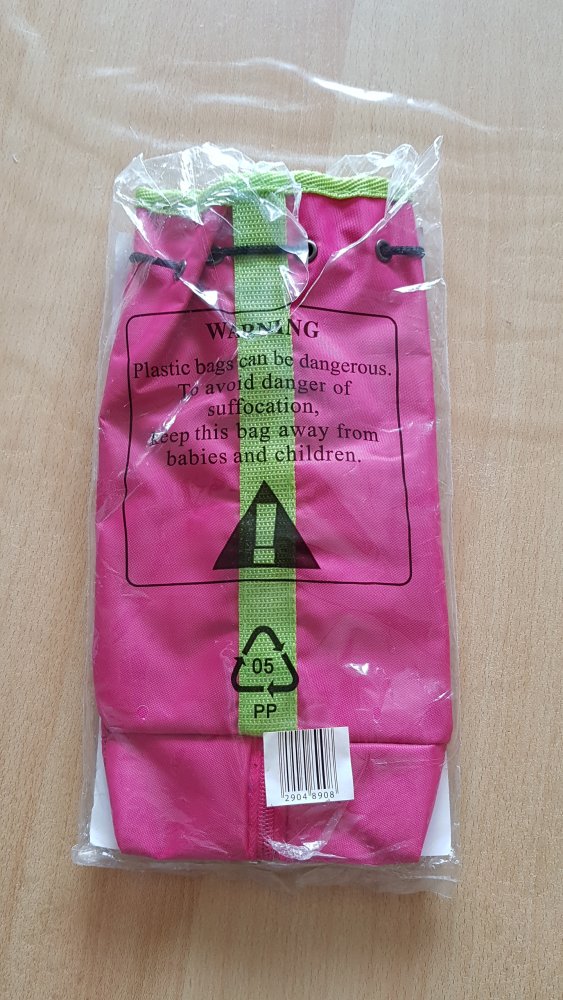 WARNING
Plastic bags can be dangerous.
To avoid danger of
suffocation,
keep this bag away from
babies and children.
!
05
PP
2904 8908